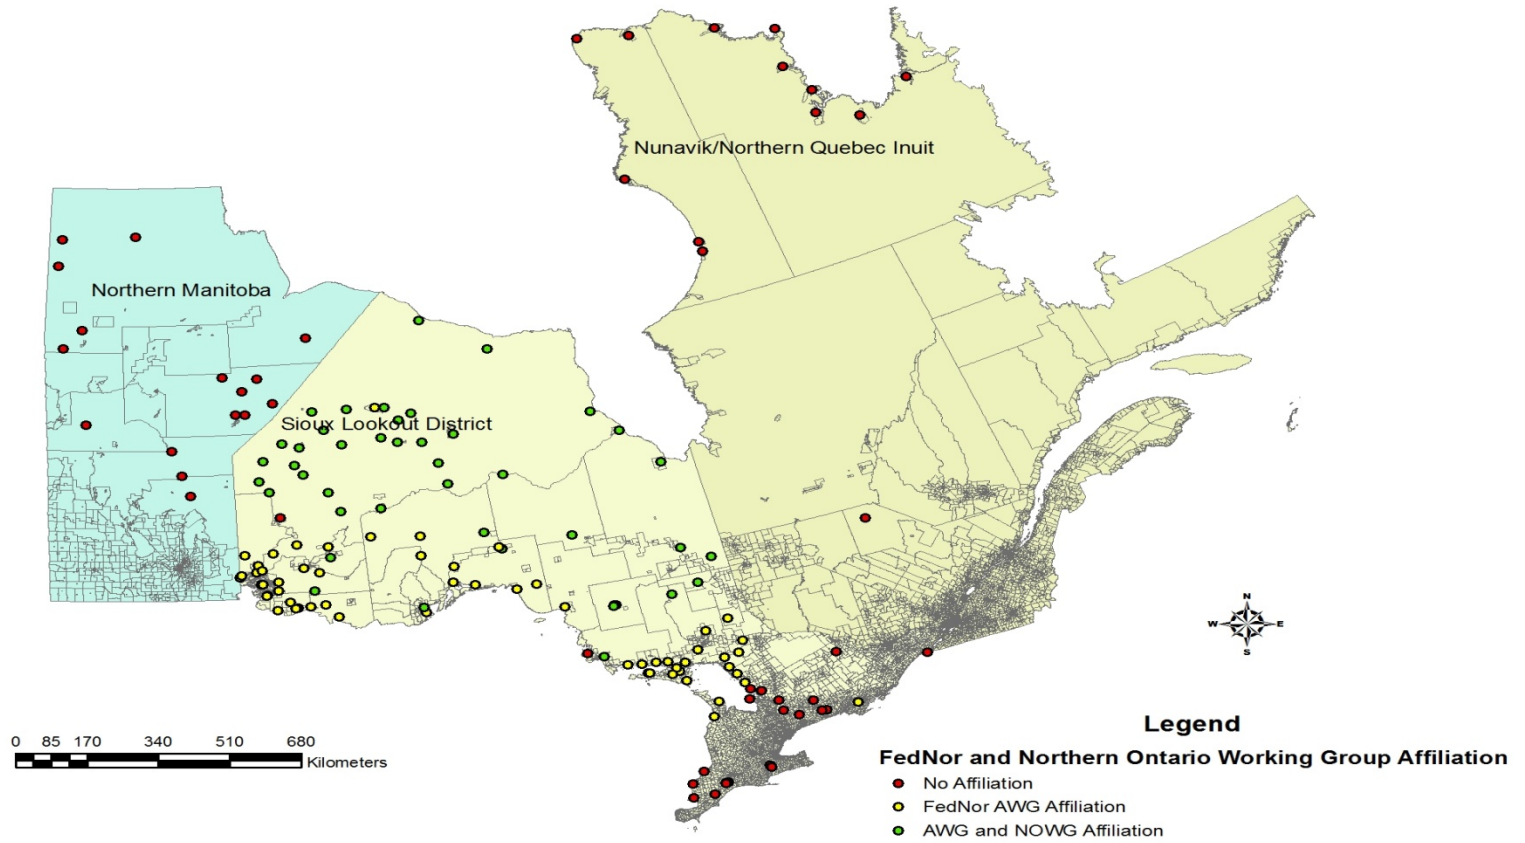 Nunavik/Northern Quebec Inuit
Northern Manitoba
Sioux Lookout District
N
W E
S
0 85 170 340 510 680
Kilometers
Legend
FedNor and Northern Ontario Working Group Affiliation
No Affiliation
FedNor AWG Affiliation
AWG and NOWG Affiliation